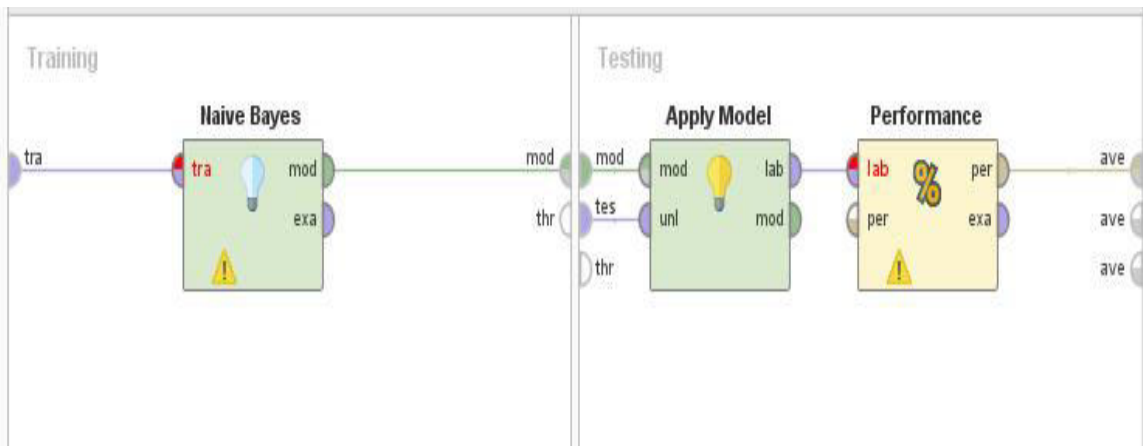 Training
Testing
Naive Bayes
Apply Model
Performance
tra
tra
mod
mod
mod
mod
lab
lab
per
ave
exa
thr
tes
unl
mod
per
exa
ave
thr
ave